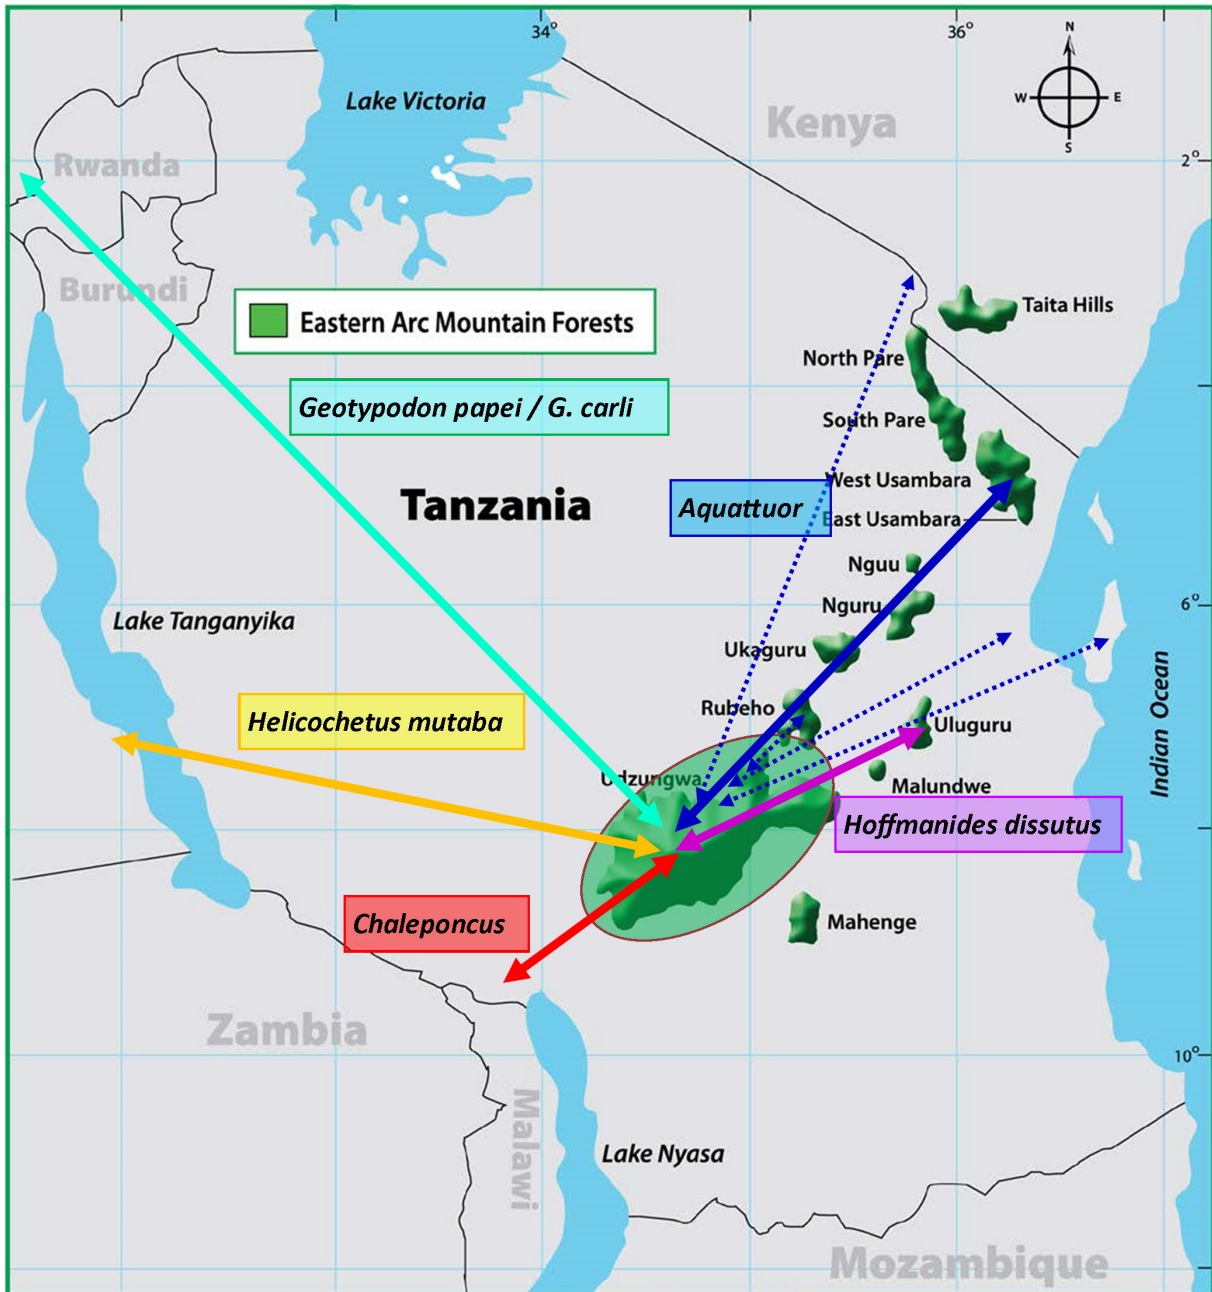 34°
36°
N
W
E
S
Lake Victoria
Kenya
2°
Rwanda
Burundi
Taita Hills
Eastern Arc Mountain Forests
North Pare
Geotypodon papei / G. carli
South Pare
West Usambara
Tanzania
Aquattuor
East Usambara
Nguu
Nguru
6°
Lake Tanganyika
Ukaguru
Rubeho
Helicochetus mutaba
Uluguru
Indian Ocean
Udzungwa
Malundwe
Hoffmanides dissutus
Chaleponcus
Mahenge
Zambia
10°
Malawi
Lake Nyasa
Mozambique